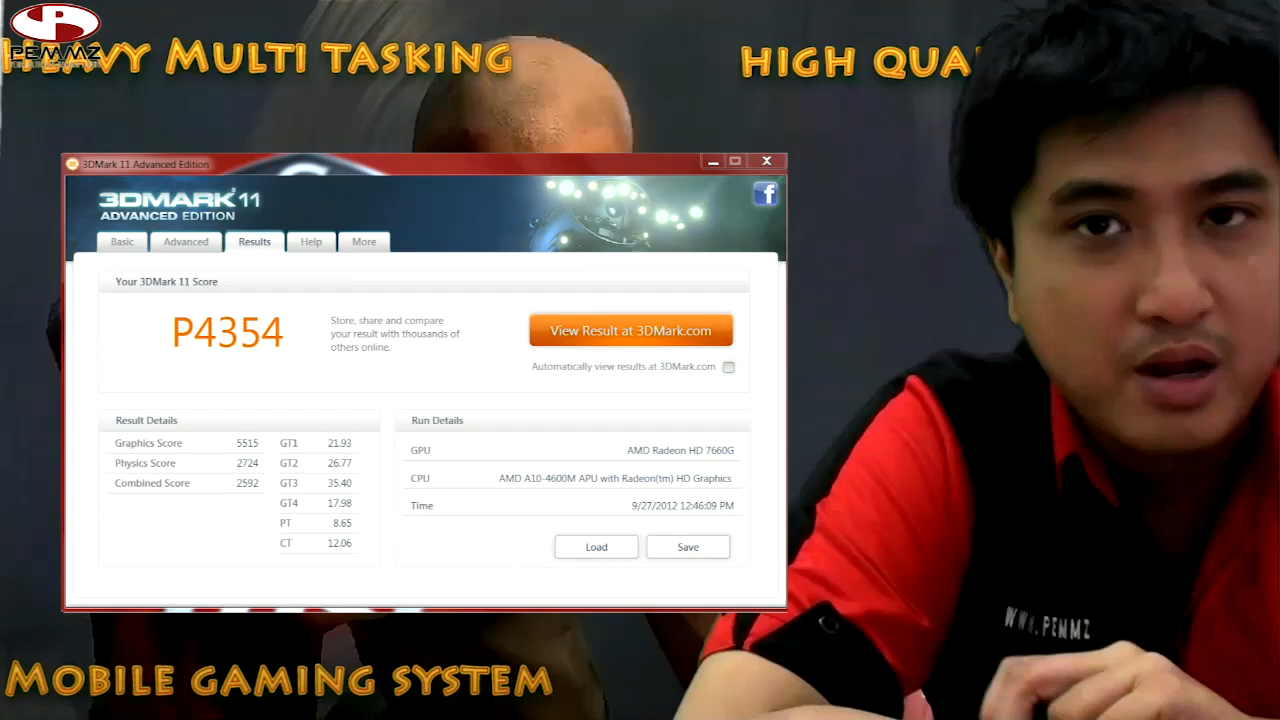 PEMMZ
HEAVY MULTI TASKING
HIGH QUA
3DMark 11 Advanced Edition
3DMARK 11
ADVANCED EDITION
f
Basic
Advanced
Results
Help
More
Your 3DMark 11 Score
P4354
Store, share and compare
your result with thousands of
others online.
View Result at 3DMark.com
Automatically view results at 3DMark.com
Result Details
Graphics Score 5515 GT1 21.93
Physics Score 2724 GT2 26.77
Combined Score 2592 GT3 35.40
GT4 17.98
PT 8.65
CT 12.06
Run Details
GPU AMD Radeon HD 7660G
CPU AMD A10-4600M APU with Radeon(tm) HD Graphics
Time 9/27/2012 12:46:09 PM
Load
Save
WWW.PEMMZ
MOBILE GAMING SYSTEM